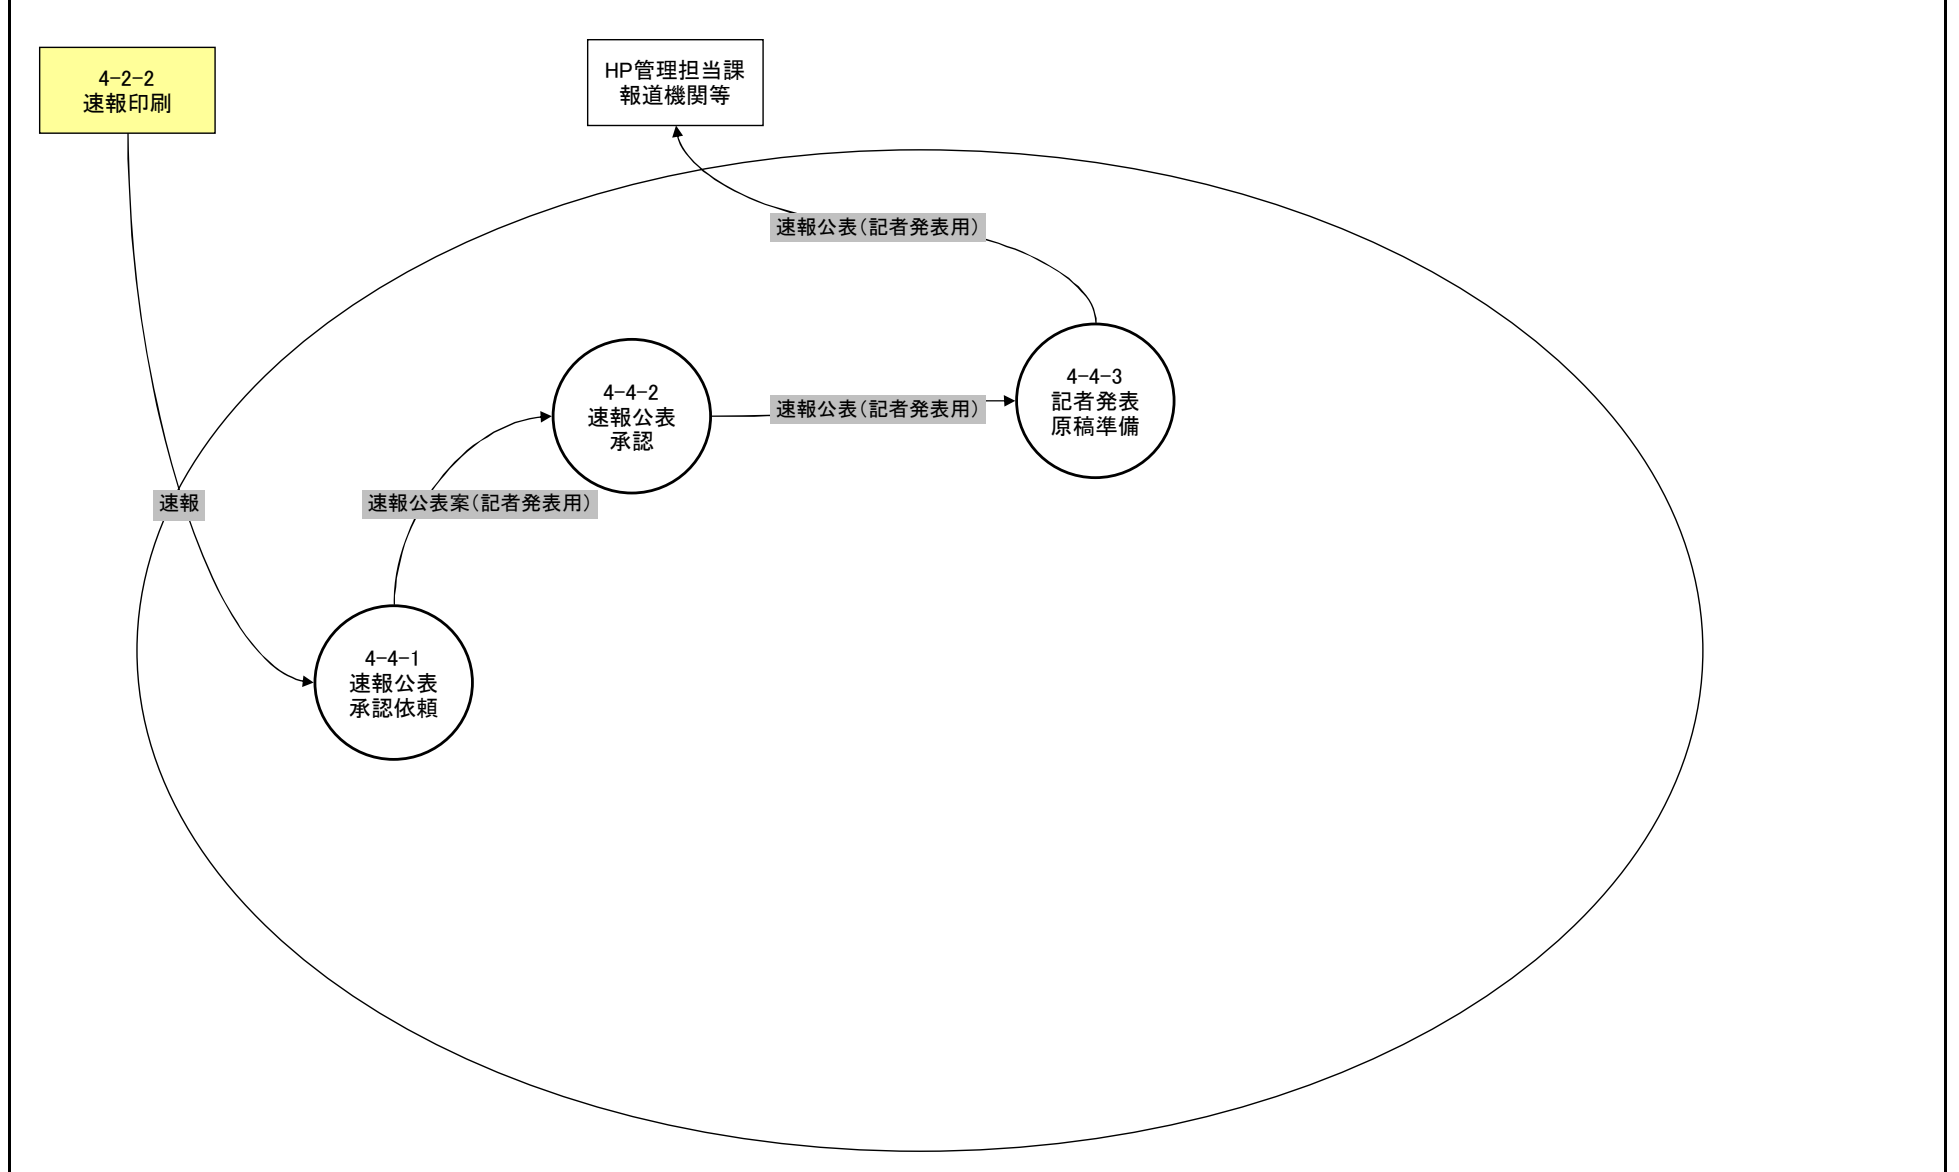 4-2-2
速報印刷
HP管理担当課
報道機関等
速報公表（記者発表用）
4-4-2
速報公表
承認
速報公表（記者発表用）
4-4-3
記者発表
原稿準備
速報
速報公表案（記者発表用）
4-4-1
速報公表
承認依頼